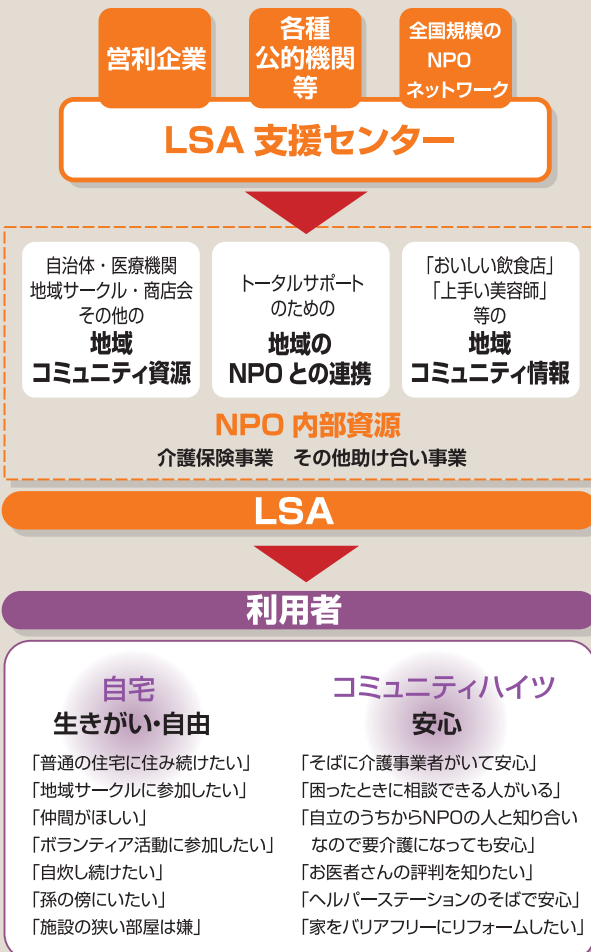 営利企業
各種
公的機関
等
全国規模の
NPO
ネットワーク
LSA 支援センター
自治体・医療機関
地域サークル・商店会
その他の
地域
コミュニティ資源
トータルサポート
のための
地域の
NPO との連携
「おいしい飲食店」
「上手い美容師」
等の
地域
コミュニティ情報
NPO 内部資源
介護保険事業　その他助け合い事業
LSA
利用者
自宅
生きがい・自由
「普通の住宅に住み続けたい」
「地域サークルに参加したい」
「仲間がほしい」
「ボランティア活動に参加したい」
「自炊し続けたい」
「孫の傍にいたい」
「施設の狭い部屋は嫌」
コミュニティハイツ
安心
「そばに介護事業者がいて安心」
「困ったときに相談できる人がいる」
「自立のうちからNPOの人と知り合い
なので要介護になっても安心」
「お医者さんの評判を知りたい」
「ヘルパーステーションのそばで安心」
「家をバリアフリーにリフォームしたい」